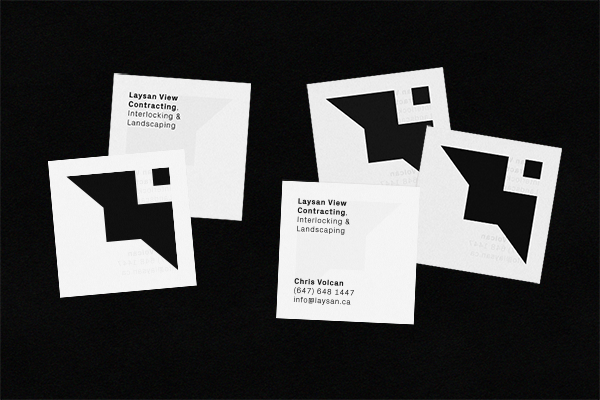 Laysan View
Contracting.
Interlocking &
Landscaping
Laysan View
Contracting.
Interlocking &
Landscaping
Chris Volcan
(647) 648 1447
info@laysan.ca